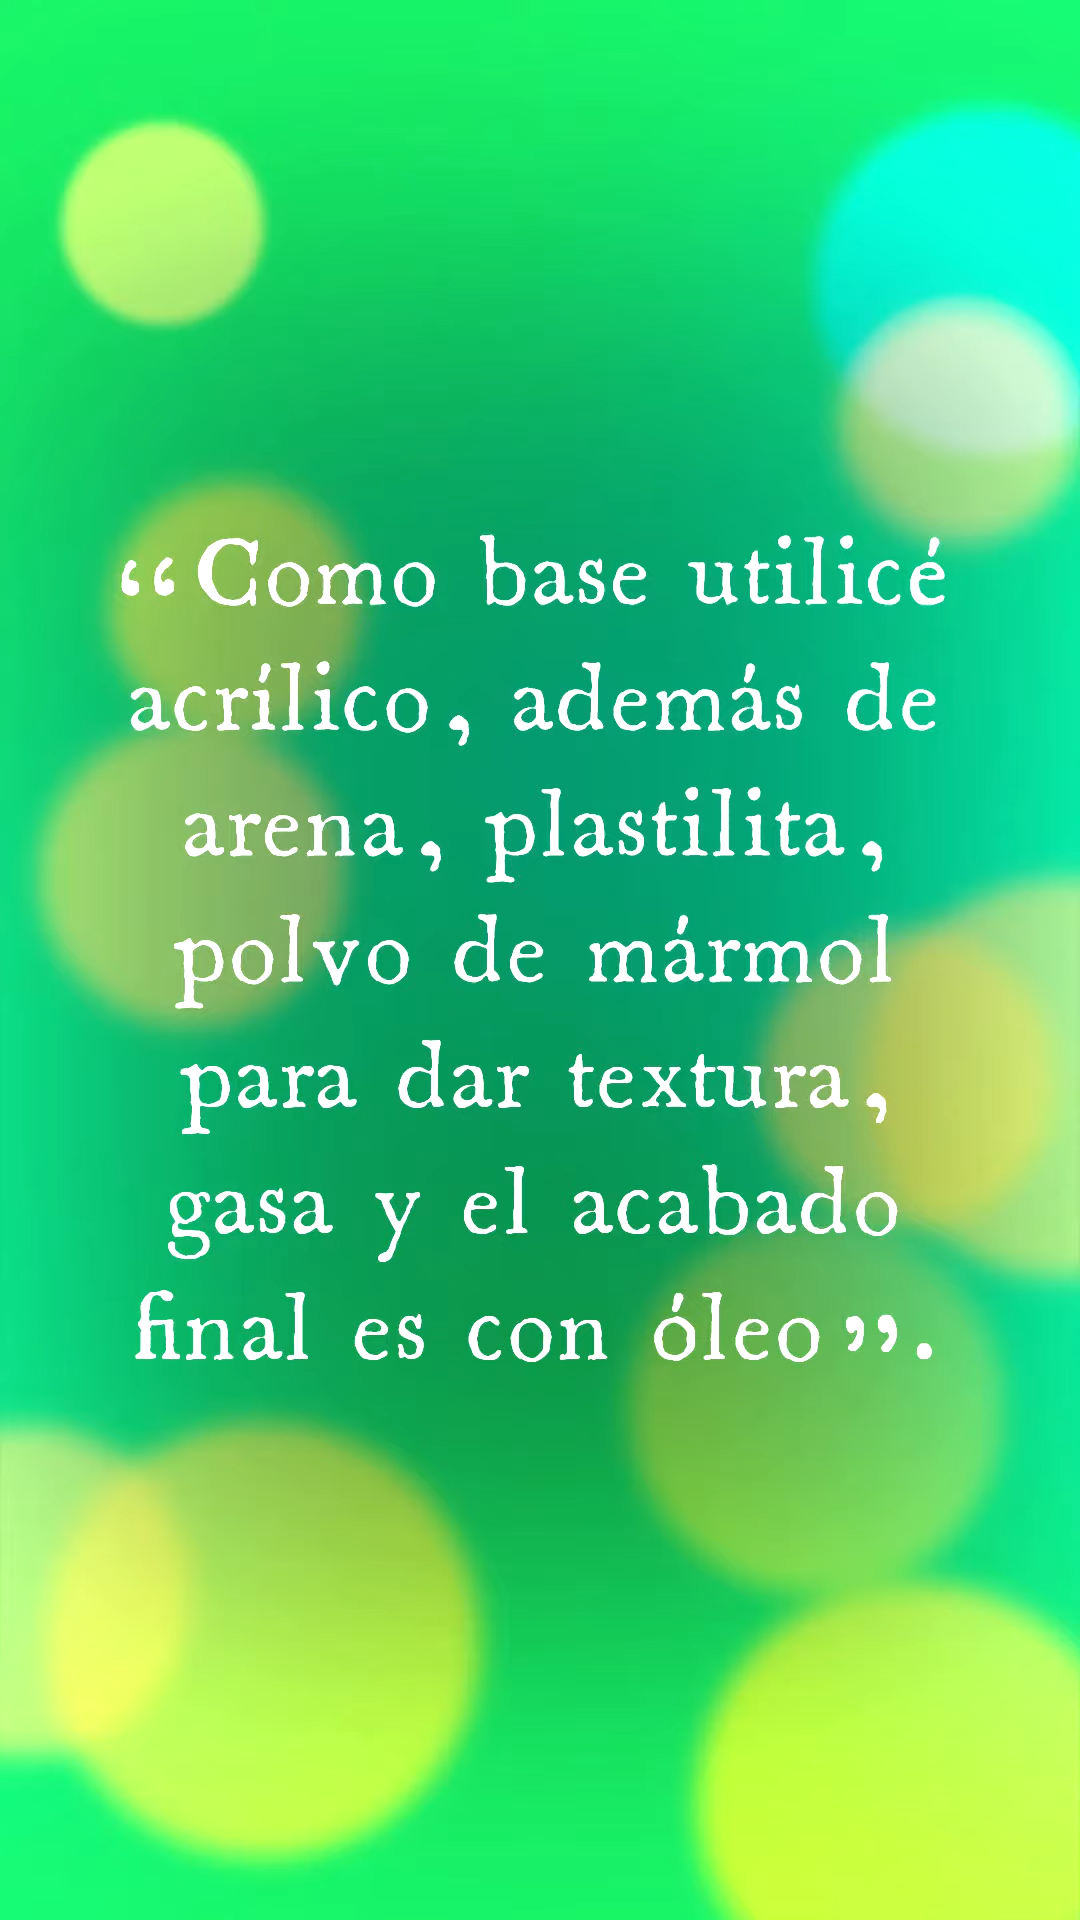 “Como base utilicé
acrílico, además de
arena, plastilita,
polvo de mármol
para dar textura,
gasa y el acabado
final es con óleo”.